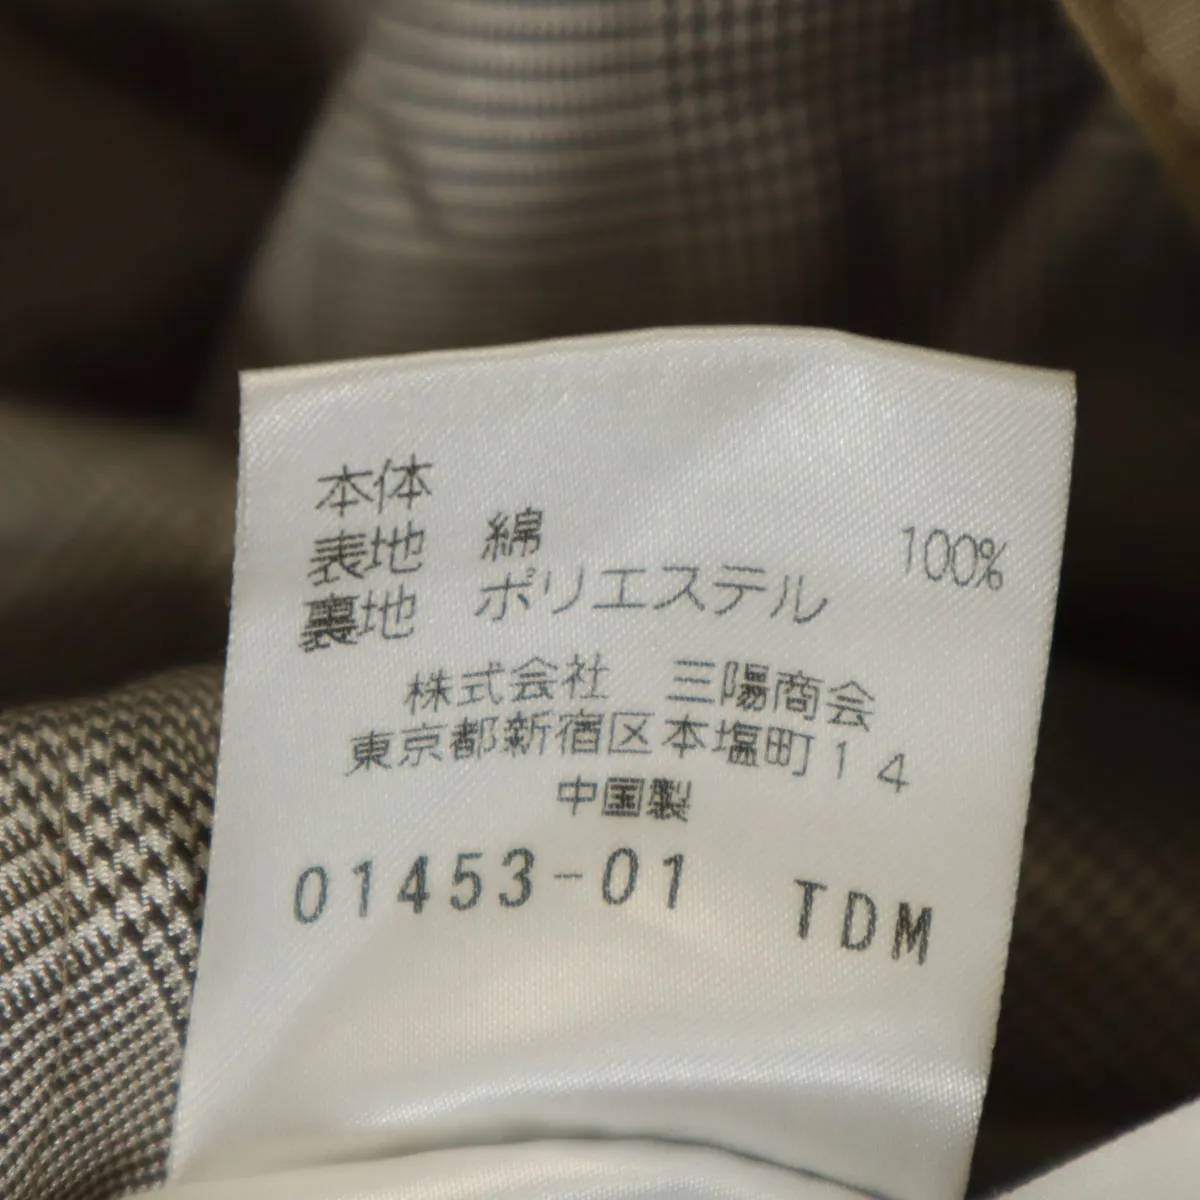 本体
表地 綿 100%
裏地 ポリエステル
株式会社 三陽商会
東京都新宿区本塩町14
中国製
01453-01 TDM